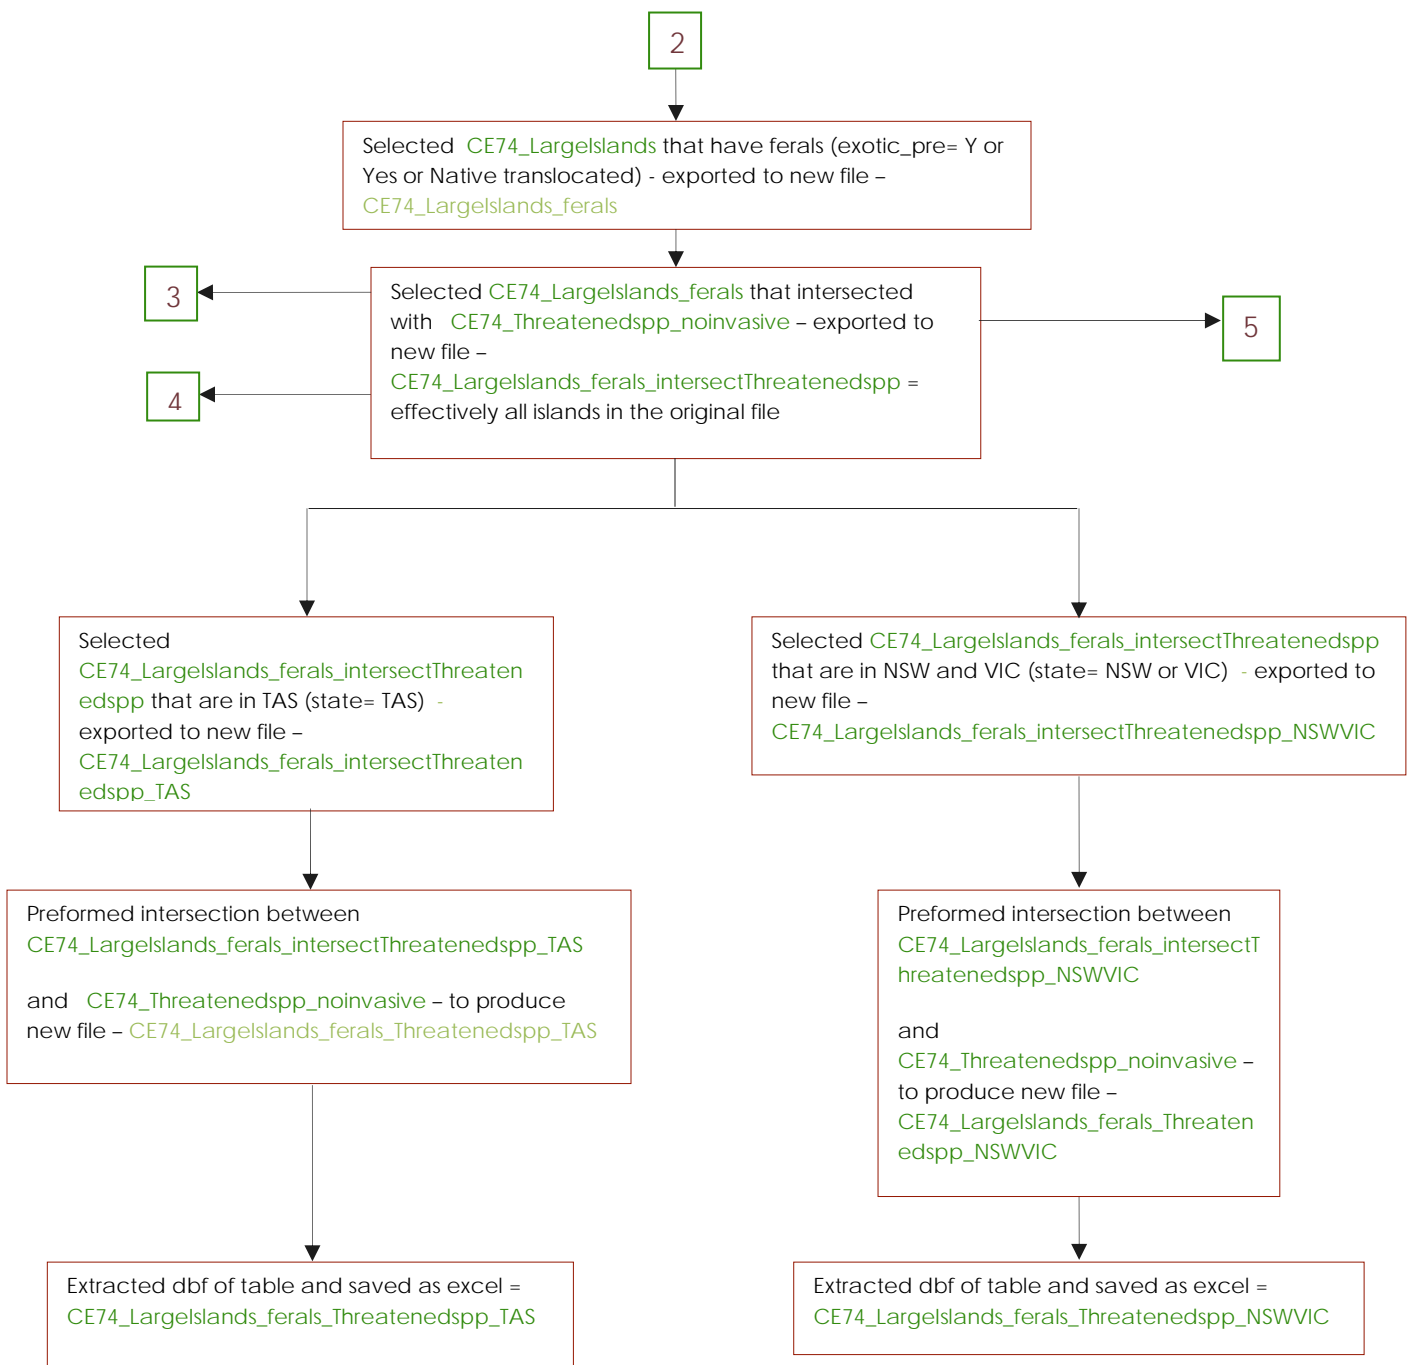 2
Selected CE74_LargeIslands that have ferals (exotic_pre= Y or
Yes or Native translocated) - exported to new file –
CE74_LargeIslands_ferals
3
4
Selected CE74_LargeIslands_ferals that intersected
with CE74_Threatenedspp_noinvasive – exported to
new file –
CE74_LargeIslands_ferals_intersectThreatenedspp =
effectively all islands in the original file
5
Selected
CE74_LargeIslands_ferals_intersectThreaten
edspp that are in TAS (state= TAS) -
exported to new file –
CE74_LargeIslands_ferals_intersectThreaten
edspp_TAS
Selected CE74_LargeIslands_ferals_intersectThreatenedspp
that are in NSW and VIC (state= NSW or VIC) - exported to
new file –
CE74_LargeIslands_ferals_intersectThreatenedspp_NSWVIC
Preformed intersection between
CE74_LargeIslands_ferals_intersectThreatenedspp_TAS
and CE74_Threatenedspp_noinvasive – to produce
new file – CE74_LargeIslands_ferals_Threatenedspp_TAS
Preformed intersection between
CE74_LargeIslands_ferals_intersectT
hreatenedspp_NSWVIC
and
CE74_Threatenedspp_noinvasive –
to produce new file –
CE74_LargeIslands_ferals_Threaten
edspp_NSWVIC
Extracted dbf of table and saved as excel =
CE74_LargeIslands_ferals_Threatenedspp_TAS
Extracted dbf of table and saved as excel =
CE74_LargeIslands_ferals_Threatenedspp_NSWVIC